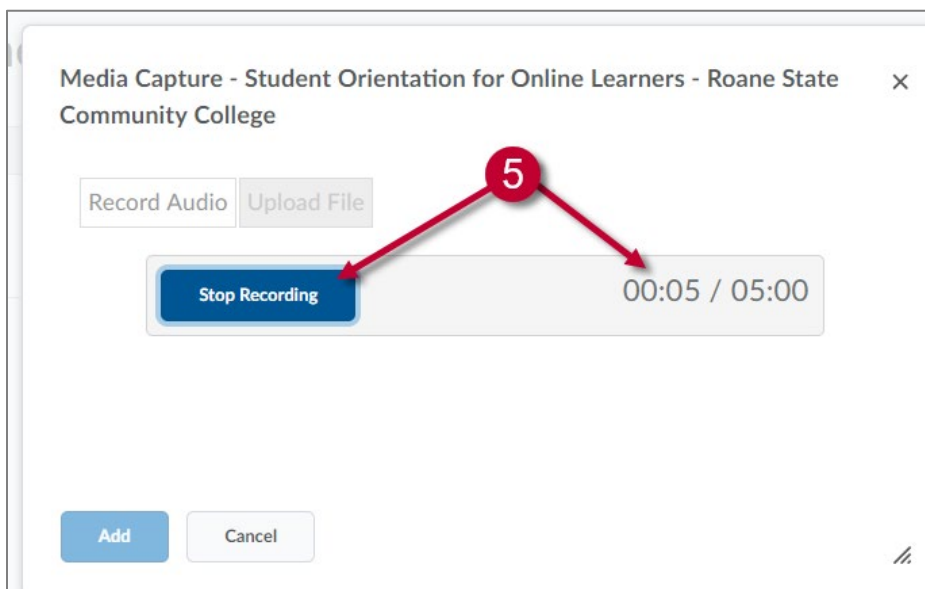 Media Capture - Student Orientation for Online Learners - Roane State
Community College
5
Record Audio Upload File
Stop Recording 00:05 / 05:00
Add Cancel